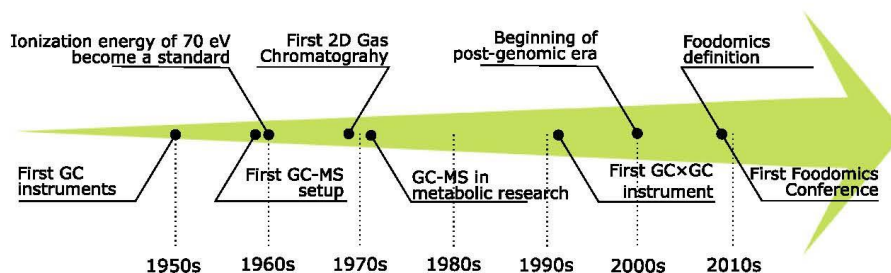 Ionization energy of 70 eV
become a standard
First 2D Gas
Chromatograhy
Beginning of
post-genomic era
Foodomics
definition
First GC
instruments
First GC-MS
setup
GC-MS in
metabolic research
First GC×GC
instrument
First Foodomics
Conference
1950s
1960s
1970s
1980s
1990s
2000s
2010s